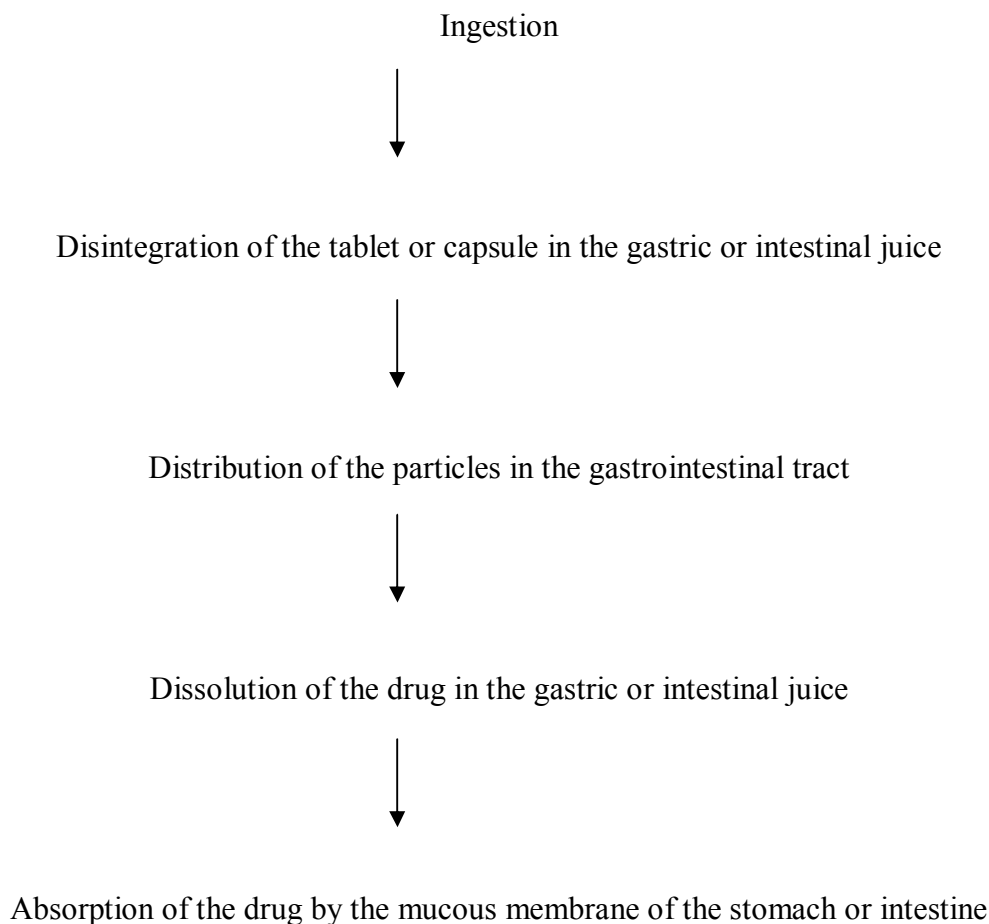 Ingestion
Disintegration of the tablet or capsule in the gastric or intestinal juice
Distribution of the particles in the gastrointestinal tract
Dissolution of the drug in the gastric or intestinal juice
Absorption of the drug by the mucous membrane of the stomach or intestine